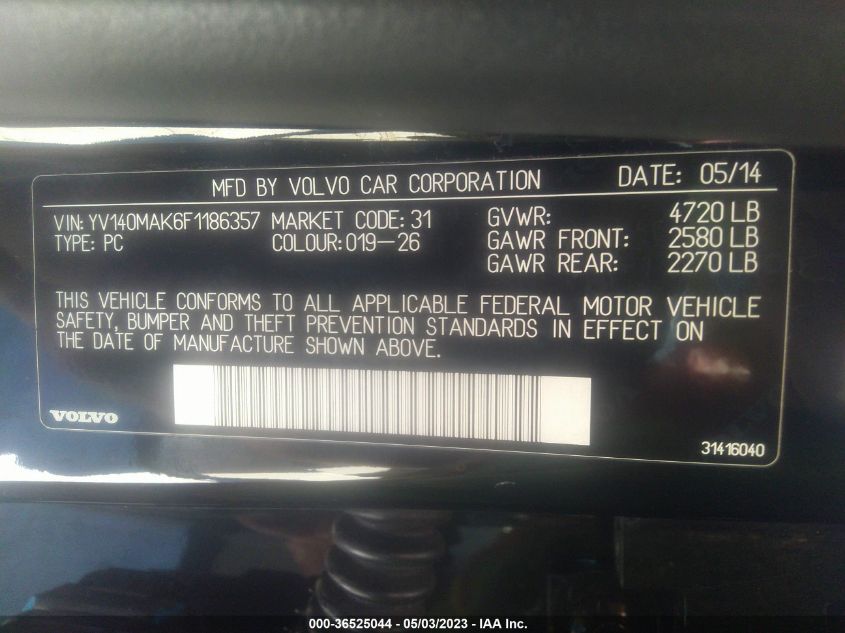 MFD BY VOLVO CAR CORPORATION DATE: 05/14
VIN: YV140MAK6F1186357 MARKET CODE: 31 GVWR: 4720 LB
TYPE: PC COLOUR: 019-26 GAWR FRONT: 2580 LB
GAWR REAR: 2270 LB
THIS VEHICLE CONFORMS TO ALL APPLICABLE FEDERAL MOTOR VEHICLE
SAFETY, BUMPER AND THEFT PREVENTION STANDARDS IN EFFECT ON
THE DATE OF MANUFACTURE SHOWN ABOVE.
VOLVO
31416040
000-36525044 - 05/03/2023 - IAA Inc.